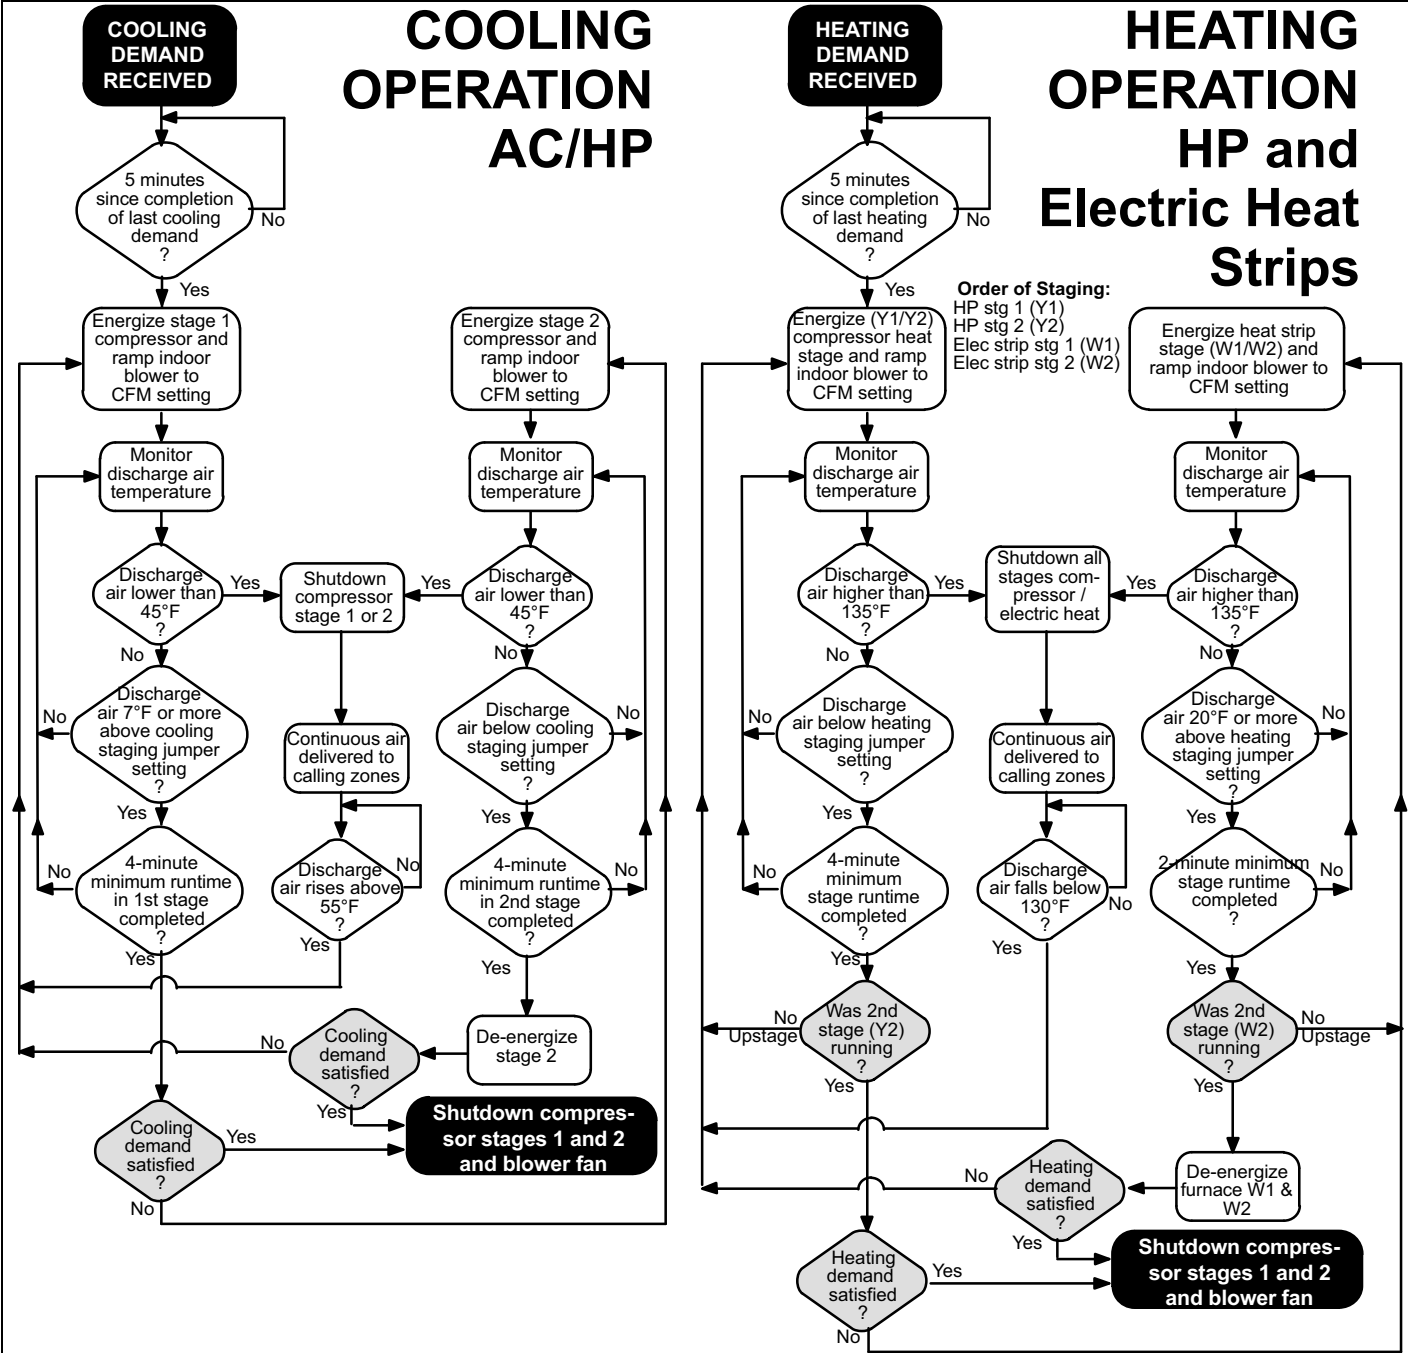 COOLING
DEMAND
RECEIVED
COOLING
OPERATION
AC/HP
5 minutes
since completion
of last cooling
demand
?
No
Yes
Energize stage 1
compressor and
ramp indoor
blower to
CFM setting
Energize stage 2
compressor and
ramp indoor
blower to
CFM setting
Monitor
discharge air
temperature
Monitor
discharge air
temperature
Discharge
air lower than
45°F
?
Yes
Shutdown
compressor
stage 1 or 2
Yes
Discharge
air lower than
45°F
?
No
No
Discharge
air 7°F or more
above cooling
staging jumper
setting
?
No
Continuous air
delivered to
calling zones
Discharge
air below cooling
staging jumper
setting
?
No
Yes
Yes
4-minute
minimum runtime
in 1st stage
completed
?
No
Discharge
air rises above
55°F
?
No
4-minute
minimum runtime
in 2nd stage
completed
?
No
Yes
Yes
Yes
Cooling
demand
satisfied
?
No
De-energize
stage 2
Yes
Cooling
demand
satisfied
?
Yes
No
Shutdown compres-
sor stages 1 and 2
and blower fan
HEATING
DEMAND
RECEIVED
HEATING
OPERATION
HP and
Electric Heat
Strips
5 minutes
since completion
of last heating
demand
?
No
Yes
Order of Staging:
HP stg 1 (Y1)
HP stg 2 (Y2)
Elec strip stg 1 (W1)
Elec strip stg 2 (W2)
Energize (Y1/Y2)
compressor heat
stage and ramp
indoor blower to
CFM setting
Energize heat strip
stage (W1/W2) and
ramp indoor blower to
CFM setting
Monitor
discharge air
temperature
Monitor
discharge air
temperature
Discharge
air higher than
135°F
?
Yes
Shutdown all
stages com-
pressor /
electric heat
Yes
Discharge
air higher than
135°F
?
No
No
Discharge
air below heating
staging jumper
setting
?
No
Continuous air
delivered to
calling zones
Discharge
air 20°F or more
above heating
staging jumper
setting
?
No
Yes
Yes
4-minute
minimum
stage runtime
completed
?
No
Discharge
air falls below
130°F
?
No
2-minute minimum
stage runtime
completed
?
No
Yes
Yes
Yes
Was 2nd
stage (Y2)
running
?
No
Upstage
Was 2nd
stage (W2)
running
?
No
Upstage
Yes
Yes
Heating
demand
satisfied
?
No
De-energize
furnace W1 &
W2
Yes
Heating
demand
satisfied
?
Yes
No
Shutdown compres-
sor stages 1 and 2
and blower fan